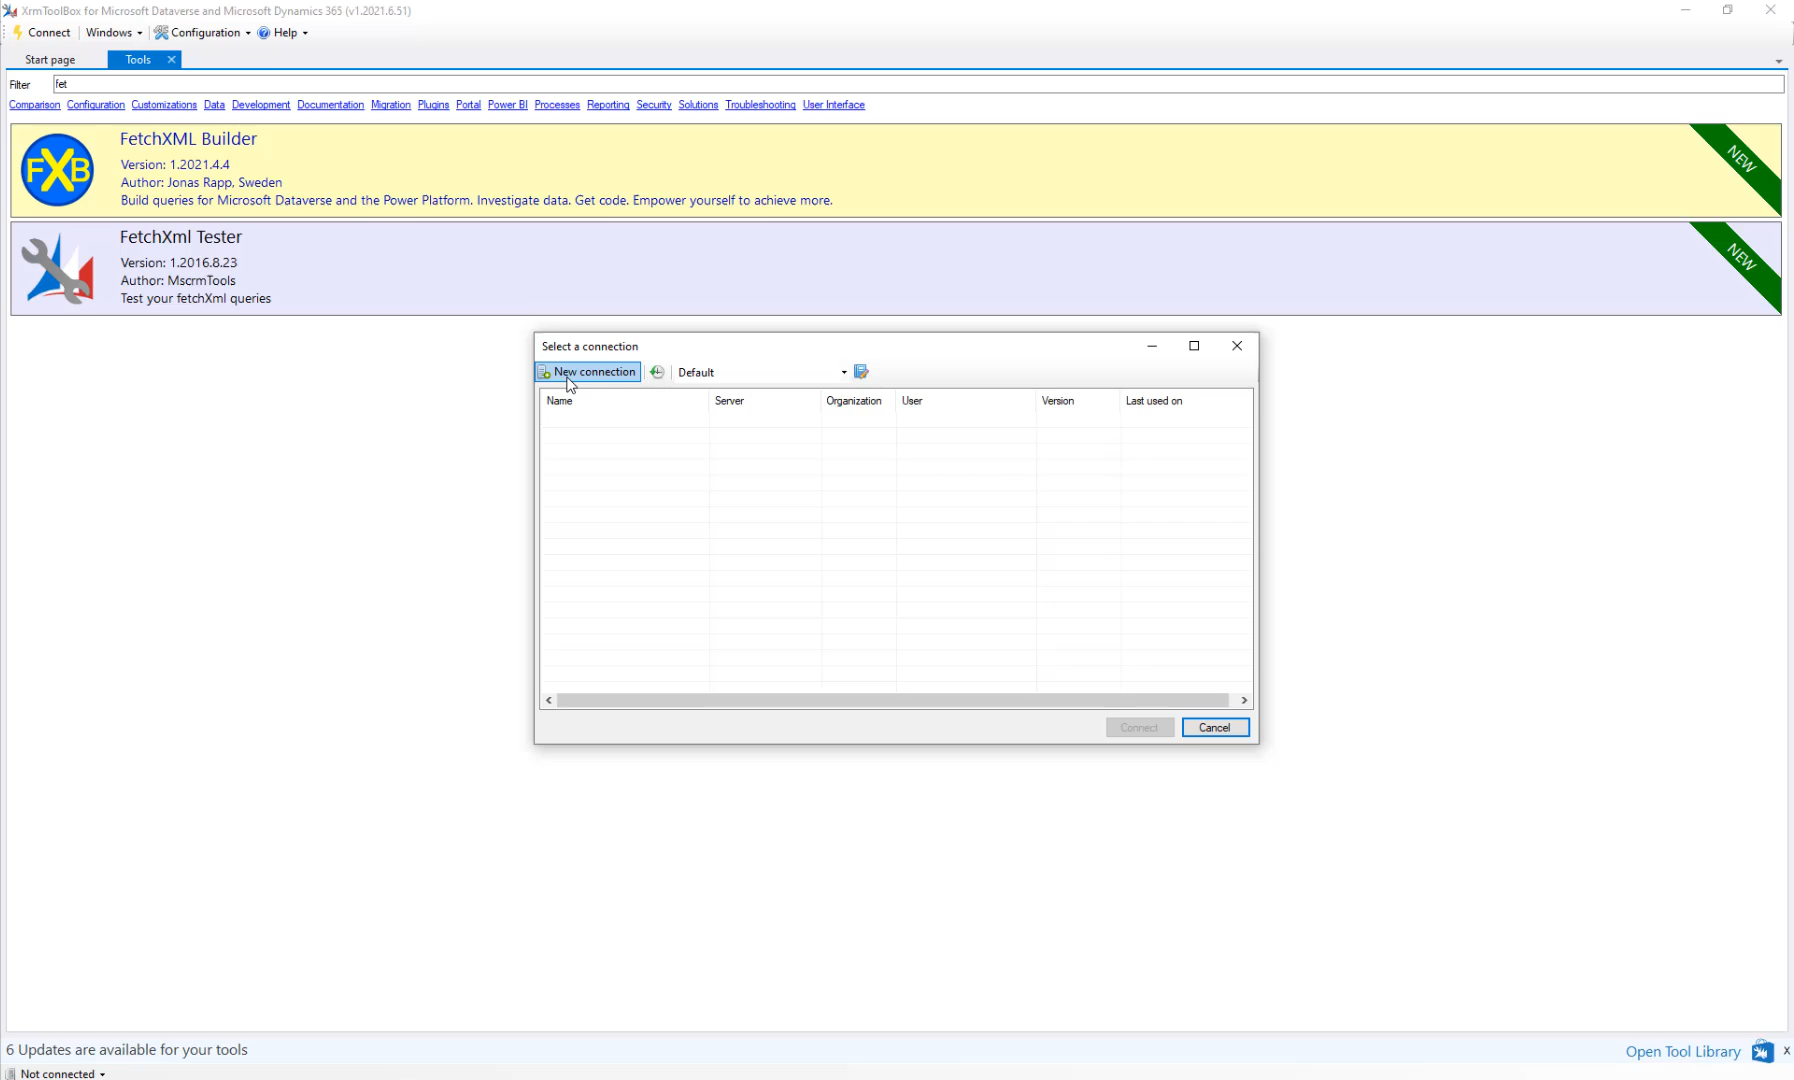 XrmToolBox for Microsoft Dataverse and Microsoft Dynamics 365 (v1.2021.6.51)
Connect Windows Configuration Help
Start page Tools
Filter fet
Comparison Configuration Customizations Data Development Documentation Migration Plugins Portal Power BI Processes Reporting Security Solutions Troubleshooting User Interface
FXB
FetchXML Builder
Version: 1.2021.4.4
Author: Jonas Rapp, Sweden
Build queries for Microsoft Dataverse and the Power Platform. Investigate data. Get code. Empower yourself to achieve more.
NEW
FetchXml Tester
Version: 1.2016.8.23
Author: MscrmTools
Test your fetchXml queries
NEW
Select a connection
New connection Default
Name Server Organization User Version Last used on
Connect Cancel
6 Updates are available for your tools
Open Tool Library x
Not connected